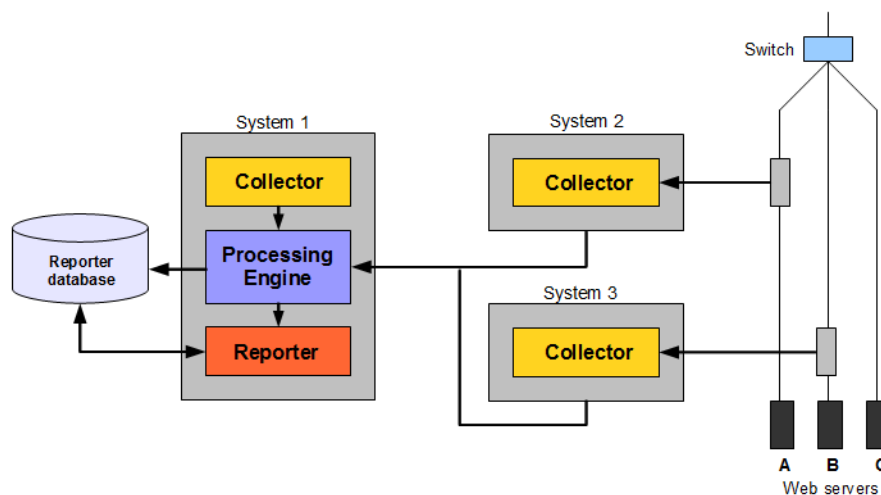 Switch
System 1
System 2
Collector
Collector
Processing
Engine
Reporter
database
System 3
Reporter
Collector
A B C
Web servers